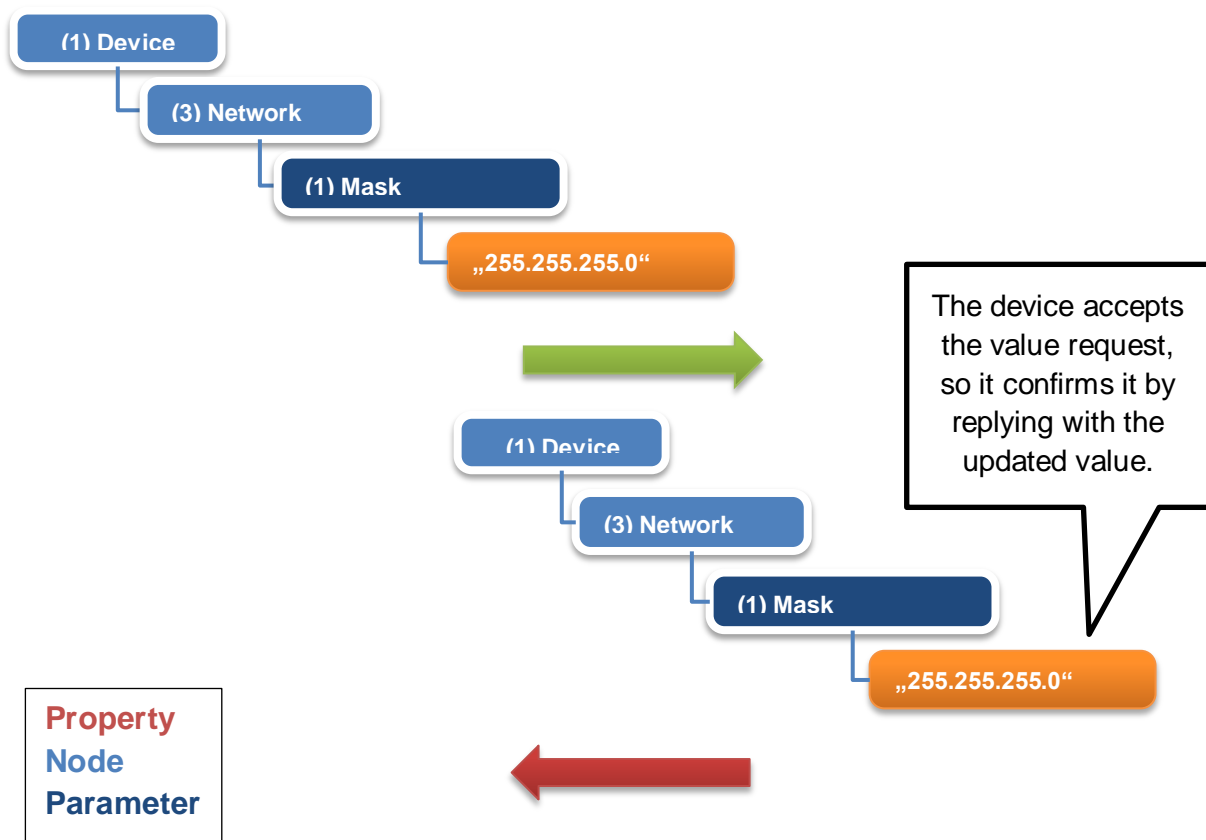 (1) Device
(3) Network
(1) Mask
„255.255.255.0“
The device accepts
the value request,
so it confirms it by
replying with the
updated value.
(1) Device
(3) Network
(1) Mask
„255.255.255.0“
Property
Node
Parameter